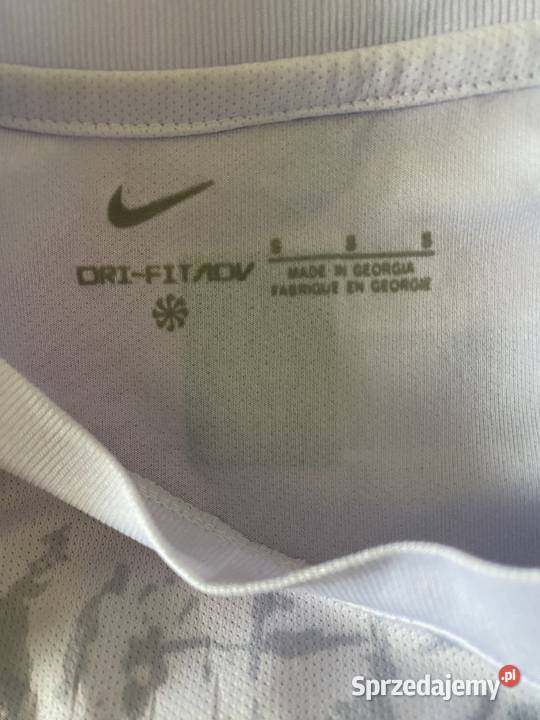 S S S
DRI-FIT ADV
MADE IN GEORGIA
FABRIQUE EN GEORGIE
Sprzedajemy.pl